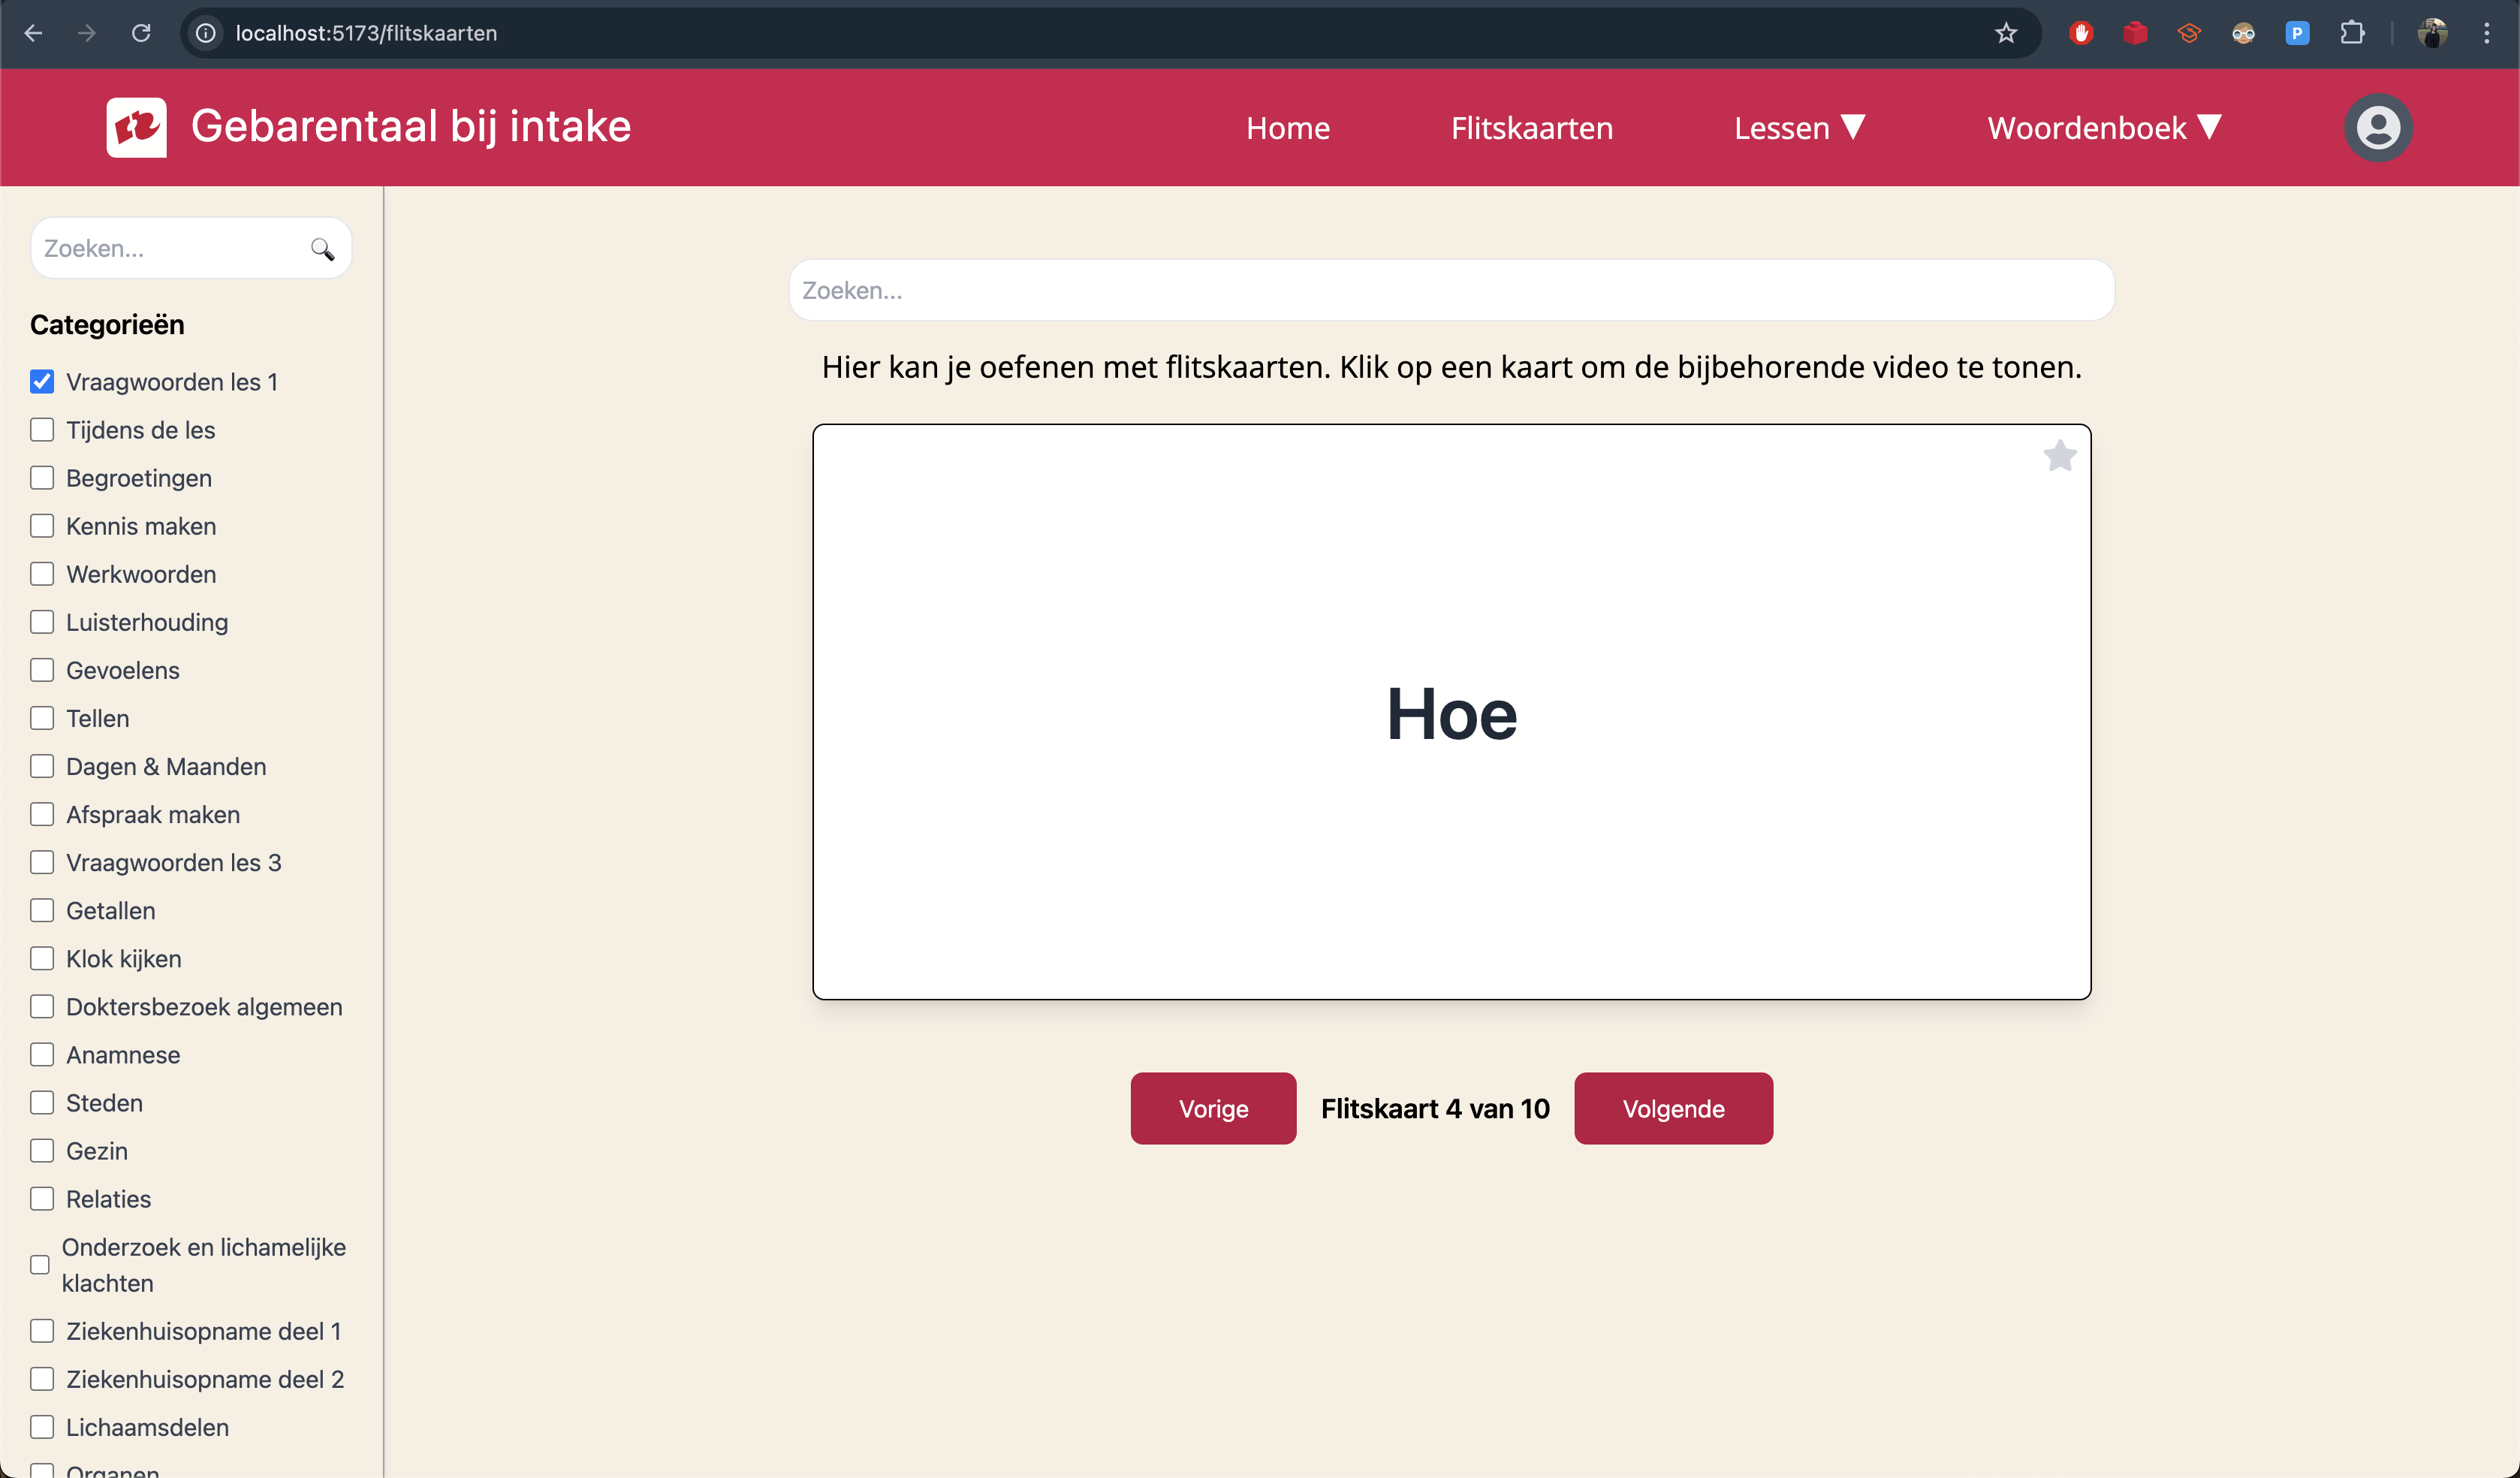 localhost:5173/flitskaarten
P
Gebarentaal bij intake
Home
Flitskaarten
Lessen ▼
Woordenboek ▼
Zoeken...
Categorieën
Vraagwoorden les 1
Tijdens de les
Begroetingen
Kennis maken
Werkwoorden
Luisterhouding
Gevoelens
Tellen
Dagen & Maanden
Afspraak maken
Vraagwoorden les 3
Getallen
Klok kijken
Doktersbezoek algemeen
Anamnese
Steden
Gezin
Relaties
Onderzoek en lichamelijke
klachten
Ziekenhuisopname deel 1
Ziekenhuisopname deel 2
Lichaamsdelen
Organen
Zoeken...
Hier kan je oefenen met flitskaarten. Klik op een kaart om de bijbehorende video te tonen.
Hoe
Vorige
Flitskaart 4 van 10
Volgende